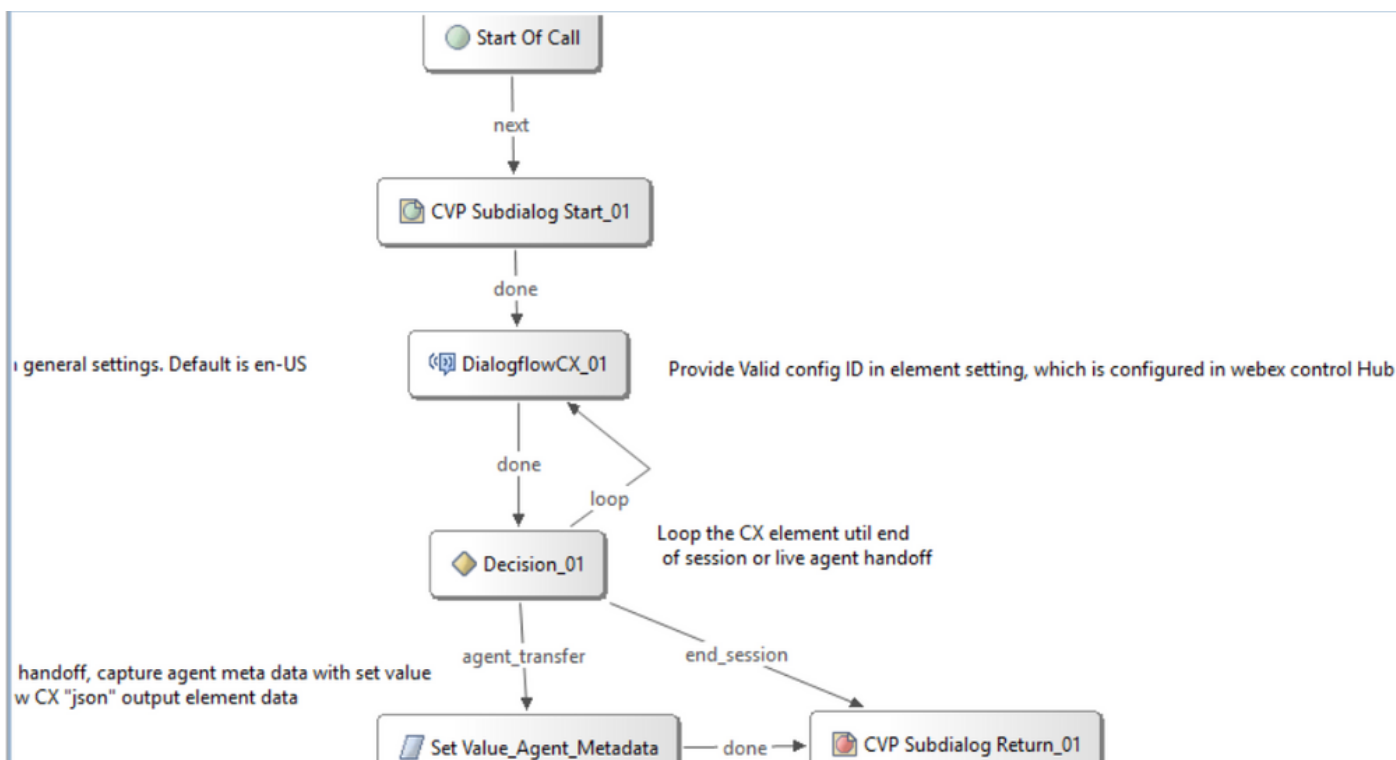 Start Of Call
next
CVP Subdialog Start_01
done
general settings. Default is en-US
DialogflowCX_01
Provide Valid config ID in element setting, which is configured in webex control Hub
done
loop
Loop the CX element util end
of session or live agent handoff
Decision_01
agent_transfer
end_session
handoff, capture agent meta data with set value
w CX "json" output element data
Set Value_Agent_Metadata
done
CVP Subdialog Return_01